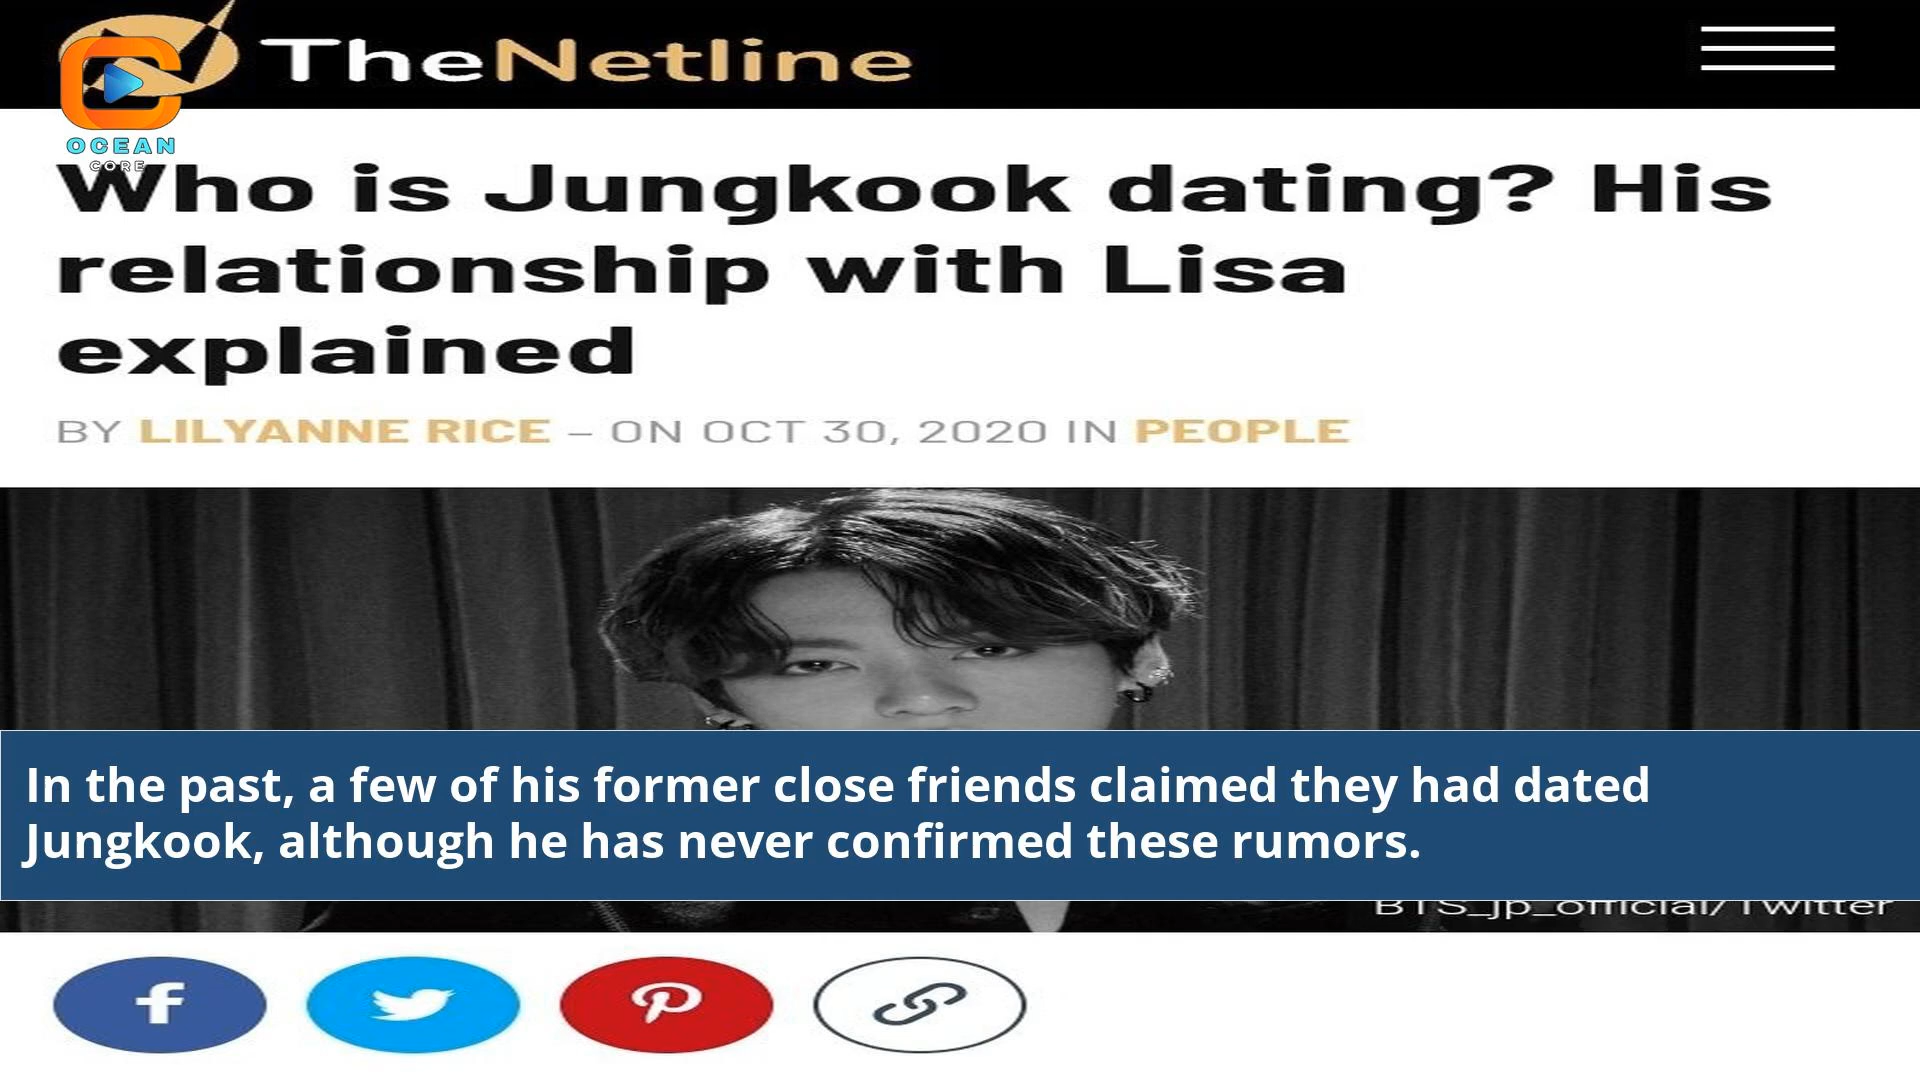 TheNetline
OCEAN
CORE
Who is Jungkook dating? His
relationship with Lisa
explained
BY LILYANNE RICE – ON OCT 30, 2020 IN PEOPLE
In the past, a few of his former close friends claimed they had dated
Jungkook, although he has never confirmed these rumors.
BTS_jp_official/Twitter